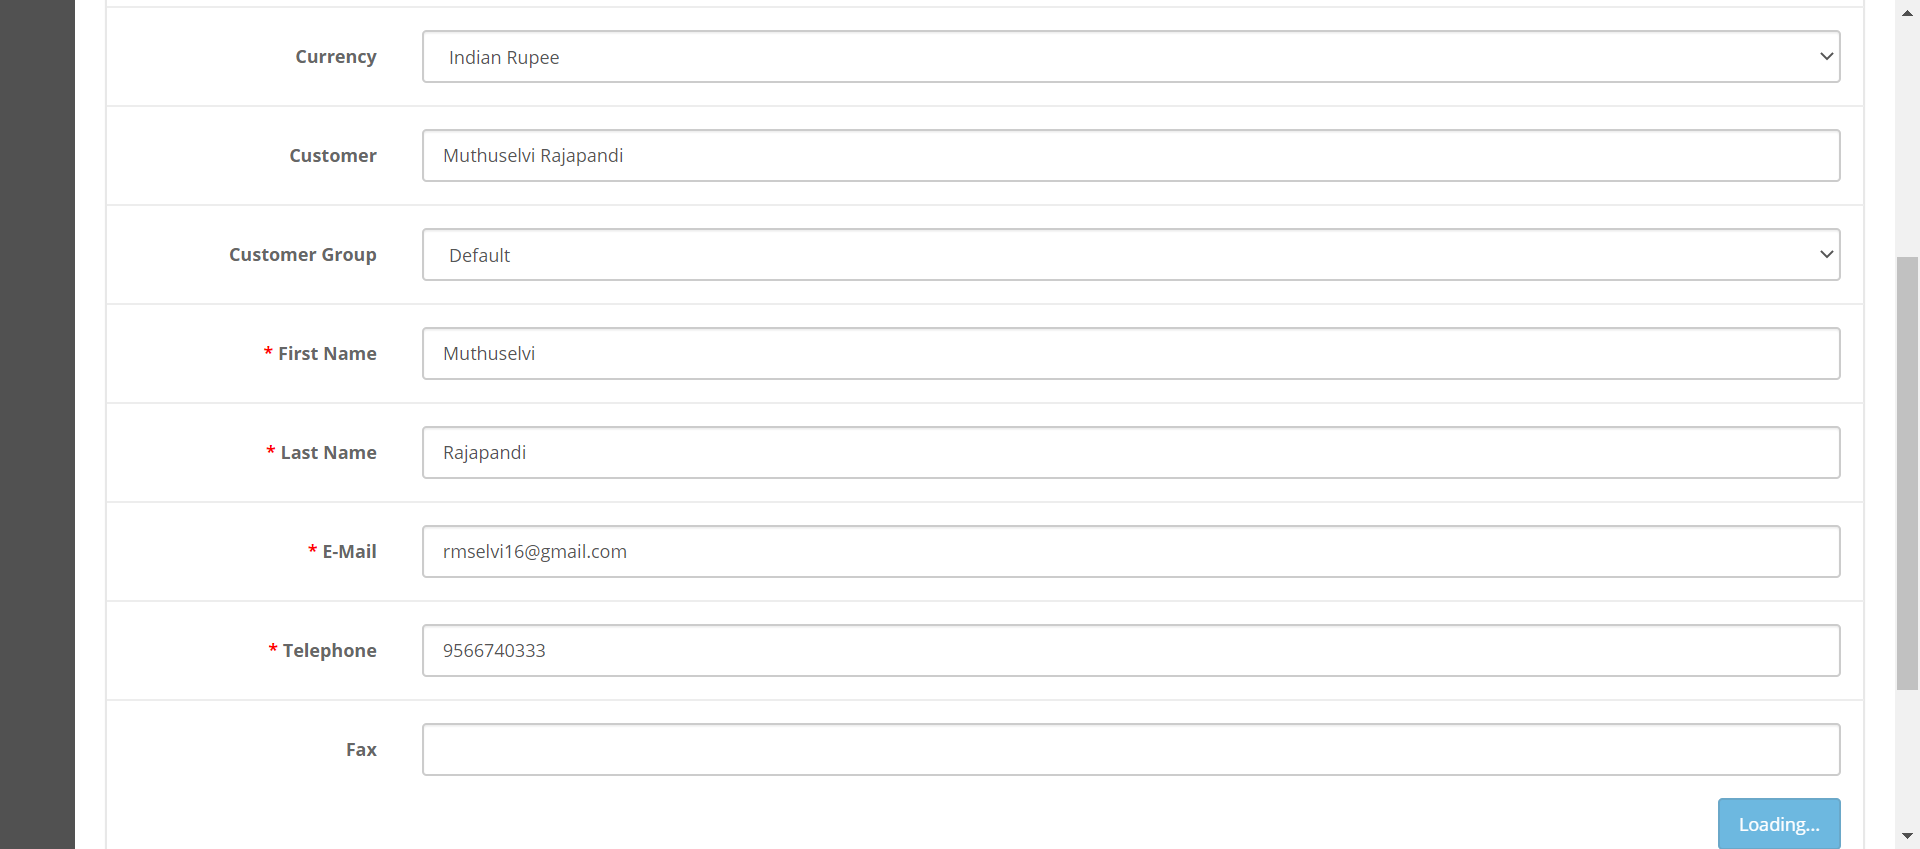 Currency Indian Rupee
Customer Muthuselvi Rajapandi
Customer Group Default
* First Name Muthuselvi
* Last Name Rajapandi
* E-Mail rmselvi16@gmail.com
* Telephone 9566740333
Fax
Loading...